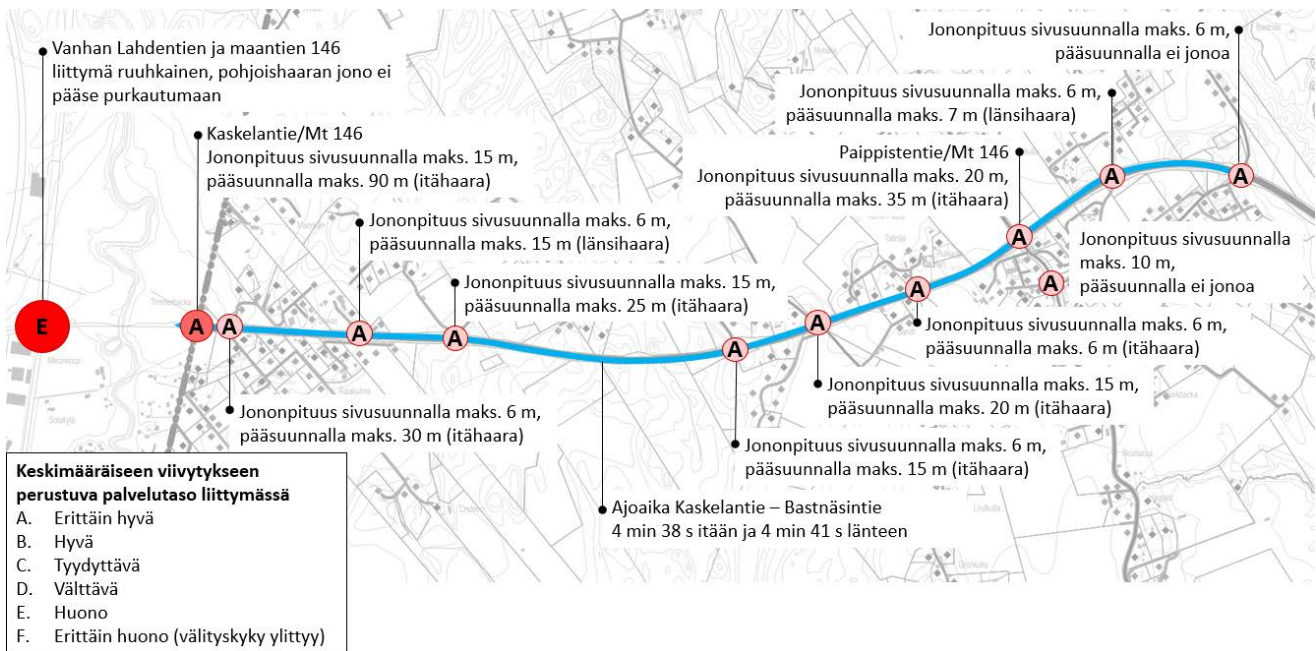 Vanhan Lahdentien ja maantien 146
liittymä ruuhkainen, pohjoishaaran jono ei
pääse purkautumaan
Kaskelantie/Mt 146
Jononpituus sivusuunnalla maks. 15 m,
pääsuunnalla maks. 90 m (itähaara)
Jononpituus sivusuunnalla maks. 6 m,
pääsuunnalla maks. 15 m (länsihaara)
Jononpituus sivusuunnalla maks. 15 m,
pääsuunnalla maks. 25 m (itähaara)
Jononpituus sivusuunnalla maks. 6 m,
pääsuunnalla ei jonoa
Jononpituus sivusuunnalla maks. 6 m,
pääsuunnalla maks. 7 m (länsihaara)
Paippistentie/Mt 146
Jononpituus sivusuunnalla maks. 20 m,
pääsuunnalla maks. 35 m (itähaara)
Jononpituus sivusuunnalla
maks. 10 m,
pääsuunnalla ei jonoa
E
A
A
A
A
A
A
A
A
A
A
A
Jononpituus sivusuunnalla maks. 6 m,
pääsuunnalla maks. 6 m (itähaara)
Jononpituus sivusuunnalla maks. 15 m,
pääsuunnalla maks. 20 m (itähaara)
Jononpituus sivusuunnalla maks. 6 m,
pääsuunnalla maks. 30 m (itähaara)
Jononpituus sivusuunnalla maks. 6 m,
pääsuunnalla maks. 15 m (itähaara)
Ajoaika Kaskelantie – Bastnäsintie
4 min 38 s itään ja 4 min 41 s länteen
Keskimääräiseen viivytykseen
perustuva palvelutaso liittymässä
A. Erittäin hyvä
B. Hyvä
C. Tyydyttävä
D. Välttävä
E. Huono
F. Erittäin huono (välityskyky ylittyy)